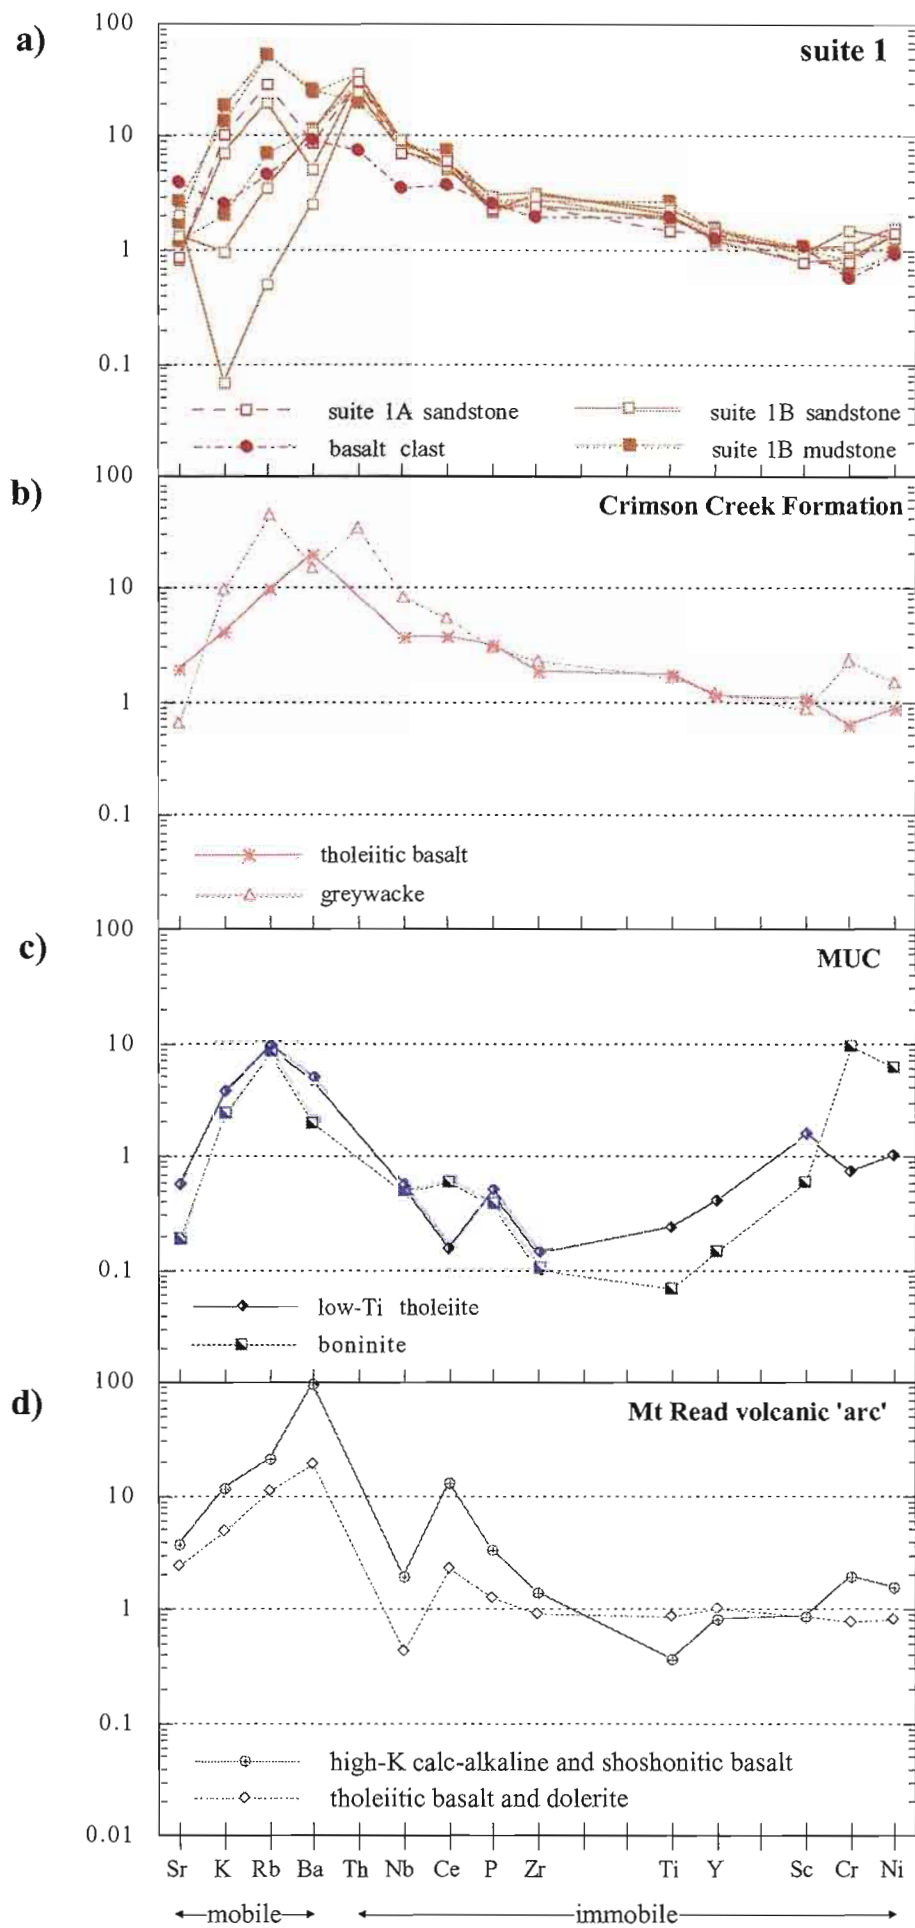 a)
suite 1
100
10
1
0.1
suite 1A sandstone
suite 1B sandstone
basalt clast
suite 1B mudstone
b)
100
Crimson Creek Formation
10
1
0.1
tholeiitic basalt
greywacke
c)
100
MUC
10
1
0.1
low-Ti tholeiite
boninite
d)
100
Mt Read volcanic 'arc'
10
1
0.1
high-K calc-alkaline and shoshonitic basalt
tholeiitic basalt and dolerite
0.01
Sr K Rb Ba Th Nb Ce P Zr Ti Y Sc Cr Ni
mobile immobile